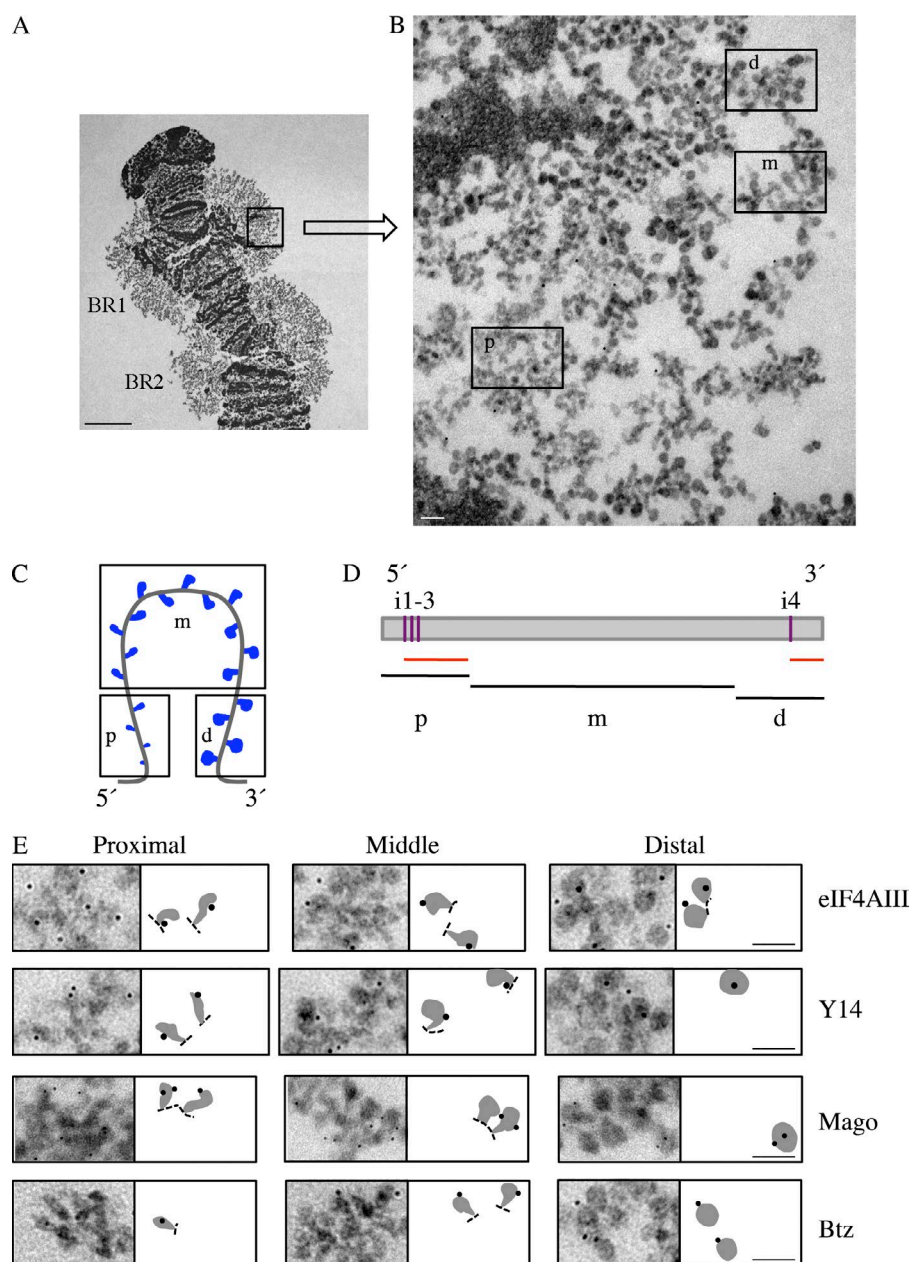 A
BR1
BR2
B
d
m
p
C
m
p
d
5´
3´
D
5´
3´
i1-3
i4
p
m
d
E
Proximal
Middle
Distal
eIF4AIII
Y14
Mago
Btz